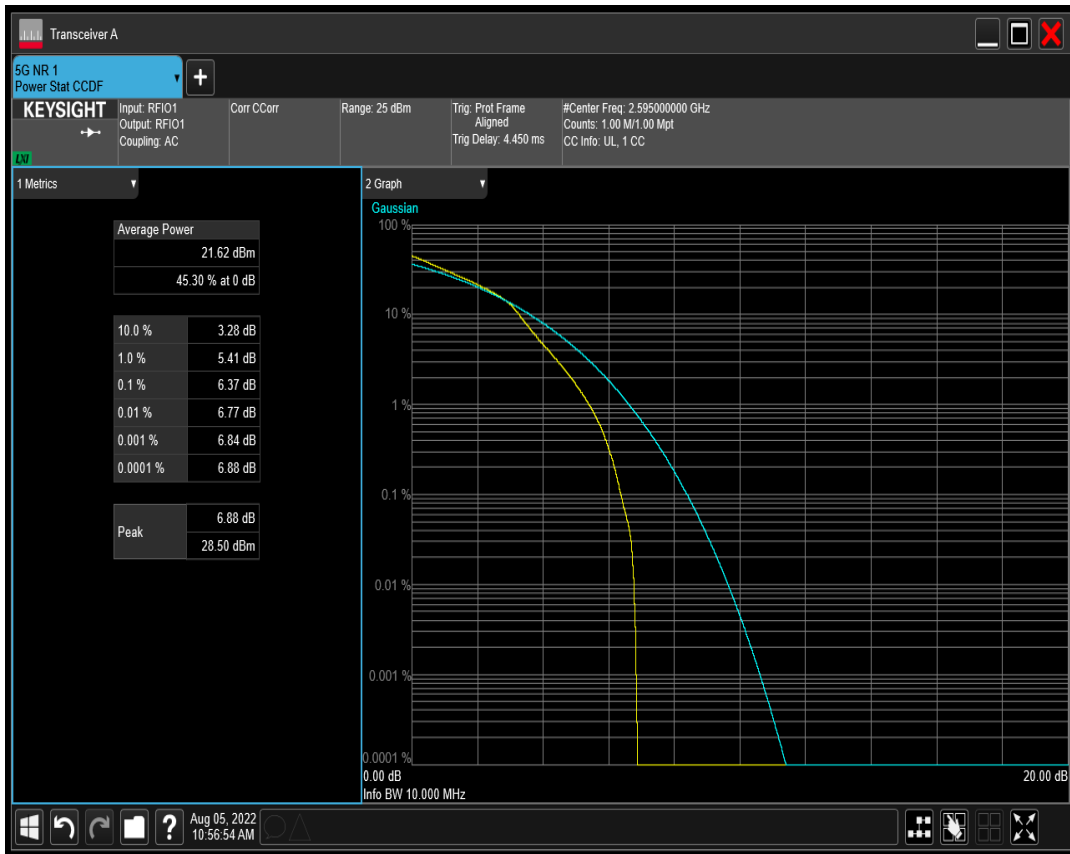 Transceiver A
5G NR 1
Power Stat CCDF
+
KEYSIGHT
LXI
Input: RFIO1
Output: RFIO1
Coupling: AC
Corr CCorr
Range: 25 dBm
Trig: Prot Frame
Aligned
Trig Delay: 4.450 ms
#Center Freq: 2.595000000 GHz
Counts: 1.00 M/1.00 Mpt
CC Info: UL, 1 CC
1 Metrics
Average Power
21.62 dBm
45.30 % at 0 dB
10.0 % 3.28 dB
1.0 % 5.41 dB
0.1 % 6.37 dB
0.01 % 6.77 dB
0.001 % 6.84 dB
0.0001 % 6.88 dB
Peak
6.88 dB
28.50 dBm
2 Graph
Gaussian
100 %
10 %
1 %
0.1 %
0.01 %
0.001 %
0.0001 %
0.00 dB 20.00 dB
Info BW 10.000 MHz
?
Aug 05, 2022
10:56:54 AM